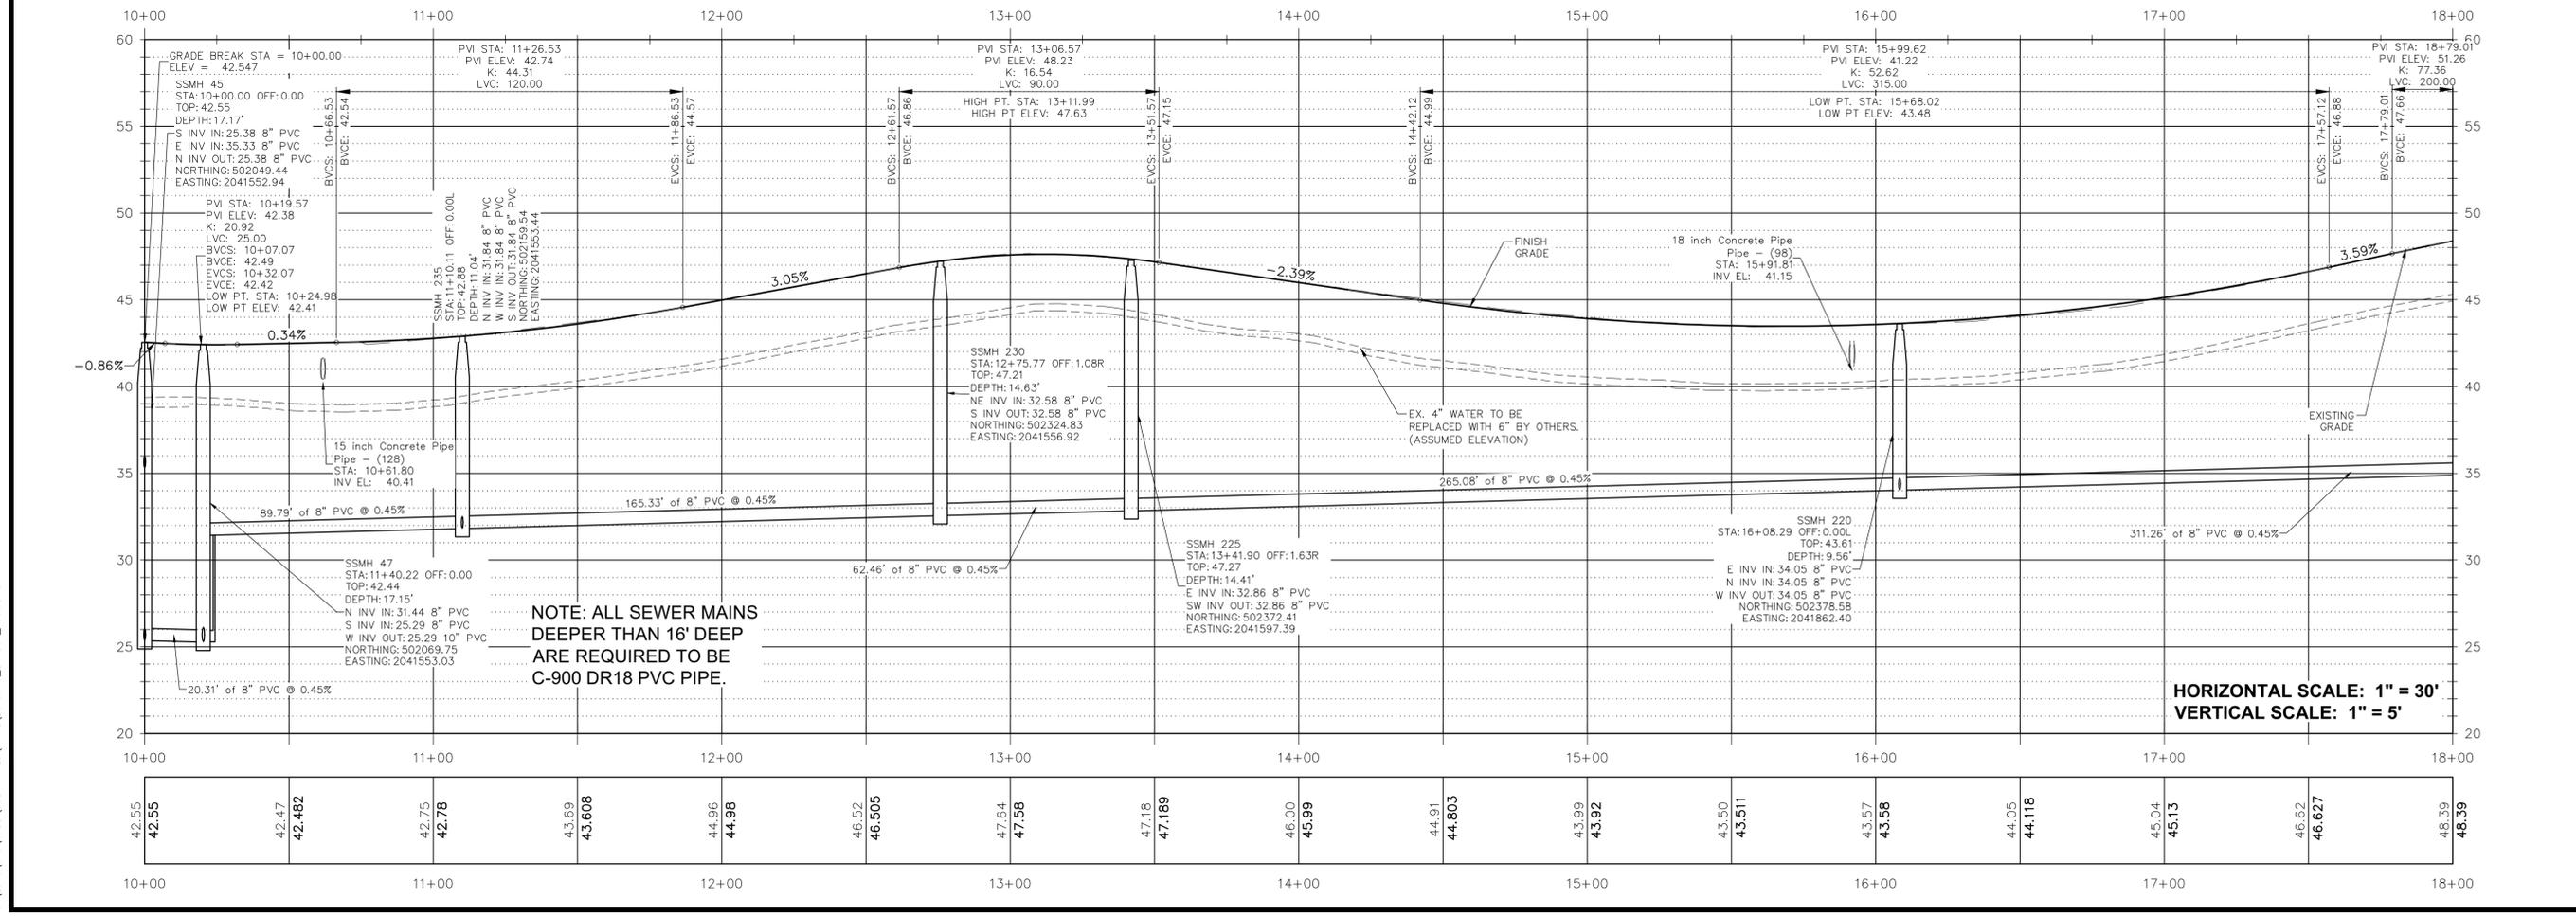 10+00 11+00 12+00 13+00 14+00 15+00 16+00 17+00 18+00
60
55
50
45
40
35
30
25
20
60
55
50
45
40
35
30
25
20
GRADE BREAK STA = 10+00.00
ELEV = 42.547
SSMH 45
STA:10+00.00 OFF:0.00
TOP: 42.55
DEPTH:17.17'
S INV IN:25.38 8" PVC
E INV IN:35.33 8" PVC
N INV OUT:25.38 8" PVC
NORTHING:502049.44
EASTING:2041552.94
PVI STA: 10+19.57
PVI ELEV: 42.38
K: 20.92
LVC: 25.00
BVCS: 10+07.07
BVCE: 42.49
EVCS: 10+32.07
EVCE: 42.42
LOW PT. STA: 10+24.98
LOW PT ELEV: 42.41
-0.86%
0.34%
BVCS: 10+66.53
BVCE: 42.54
PVI STA: 11+26.53
PVI ELEV: 42.74
K: 44.31
LVC: 120.00
EVCS: 11+86.53
EVCE: 44.57
SSMH 235
STA:11+10.11 OFF:0.00L
TOP: 42.88
DEPTH:11.04'
N INV IN:31.84 8" PVC
W INV IN:31.84 8" PVC
S INV OUT:31.84 8" PVC
NORTHING:502159.54
EASTING:2041553.44
3.05%
BVCS: 12+61.57
BVCE: 46.86
PVI STA: 13+06.57
PVI ELEV: 48.23
K: 16.54
LVC: 90.00
HIGH PT. STA: 13+11.99
HIGH PT ELEV: 47.63
EVCS: 13+51.57
EVCE: 47.15
-2.39%
BVCS: 14+42.12
BVCE: 44.99
PVI STA: 15+99.62
PVI ELEV: 41.22
K: 52.62
LVC: 315.00
LOW PT. STA: 15+68.02
LOW PT ELEV: 43.48
EVCS: 17+57.12
EVCE: 46.88
3.59%
BVCS: 17+79.01
BVCE: 47.66
PVI STA: 18+79.01
PVI ELEV: 51.26
K: 77.36
LVC: 200.00
FINISH
GRADE
18 inch Concrete Pipe
Pipe - (98)
STA: 15+91.81
INV EL: 41.15
15 inch Concrete Pipe
Pipe - (128)
STA: 10+61.80
INV EL: 40.41
SSMH 230
STA:12+75.77 OFF:1.08R
TOP: 47.21
DEPTH:14.63'
NE INV IN:32.58 8" PVC
S INV OUT:32.58 8" PVC
NORTHING:502324.83
EASTING:2041556.92
EX. 4" WATER TO BE
REPLACED WITH 6" BY OTHERS.
(ASSUMED ELEVATION)
EXISTING
GRADE
89.79' of 8" PVC @ 0.45%
165.33' of 8" PVC @ 0.45%
265.08' of 8" PVC @ 0.45%
62.46' of 8" PVC @ 0.45%
311.26' of 8" PVC @ 0.45%
20.31' of 8" PVC @ 0.45%
SSMH 47
STA:11+40.22 OFF:0.00
TOP: 42.44
DEPTH:17.15'
N INV IN:31.44 8" PVC
S INV IN:25.29 8" PVC
W INV OUT:25.29 10" PVC
NORTHING:502069.75
EASTING:2041553.03
NOTE: ALL SEWER MAINS
DEEPER THAN 16' DEEP
ARE REQUIRED TO BE
C-900 DR18 PVC PIPE.
SSMH 225
STA:13+41.90 OFF:1.63R
TOP: 47.27
DEPTH:14.41'
E INV IN:32.86 8" PVC
SW INV OUT:32.86 8" PVC
NORTHING:502372.41
EASTING:2041597.39
SSMH 220
STA:16+08.29 OFF:0.00L
TOP: 43.61
DEPTH:9.56'
E INV IN:34.05 8" PVC
N INV IN:34.05 8" PVC
W INV OUT:34.05 8" PVC
NORTHING:502378.58
EASTING:2041862.40
HORIZONTAL SCALE: 1" = 30'
VERTICAL SCALE: 1" = 5'
10+00 11+00 12+00 13+00 14+00 15+00 16+00 17+00 18+00
42.55
42.55
42.47
42.482
42.75
42.78
43.69
43.608
44.96
44.98
46.52
46.505
47.64
47.58
47.18
47.189
46.00
45.99
44.91
44.803
43.99
43.92
43.50
43.511
43.57
43.58
44.05
44.118
45.04
45.13
46.62
46.627
48.39
48.39
10+00 11+00 12+00 13+00 14+00 15+00 16+00 17+00 18+00